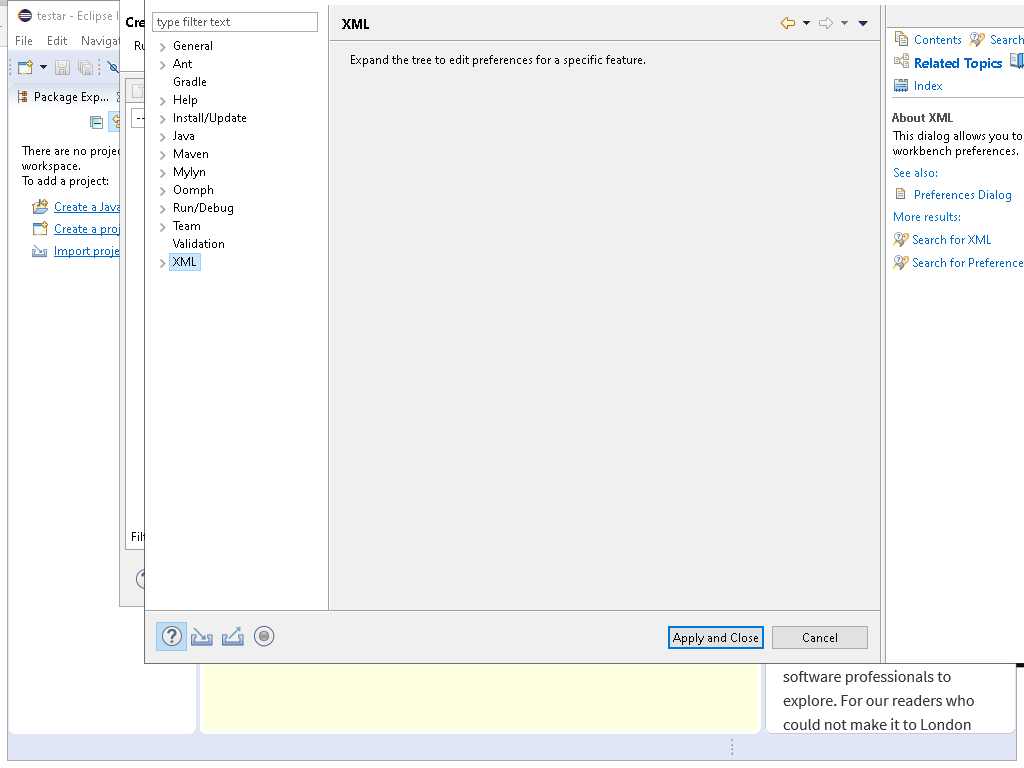 testar - Eclipse I
File Edit Navigat
Package Exp...
There are no projec
workspace.
To add a project:
Create a Java
Create a proj
Import proje
Cre
Ru
--
Filt
type filter text
General
Ant
Gradle
Help
Install/Update
Java
Maven
Mylyn
Oomph
Run/Debug
Team
Validation
XML
XML
Expand the tree to edit preferences for a specific feature.
Apply and Close
Cancel
Contents Search
Related Topics
Index
About XML
This dialog allows you to
workbench preferences.
See also:
Preferences Dialog
More results:
Search for XML
Search for Preference
software professionals to
explore. For our readers who
could not make it to London